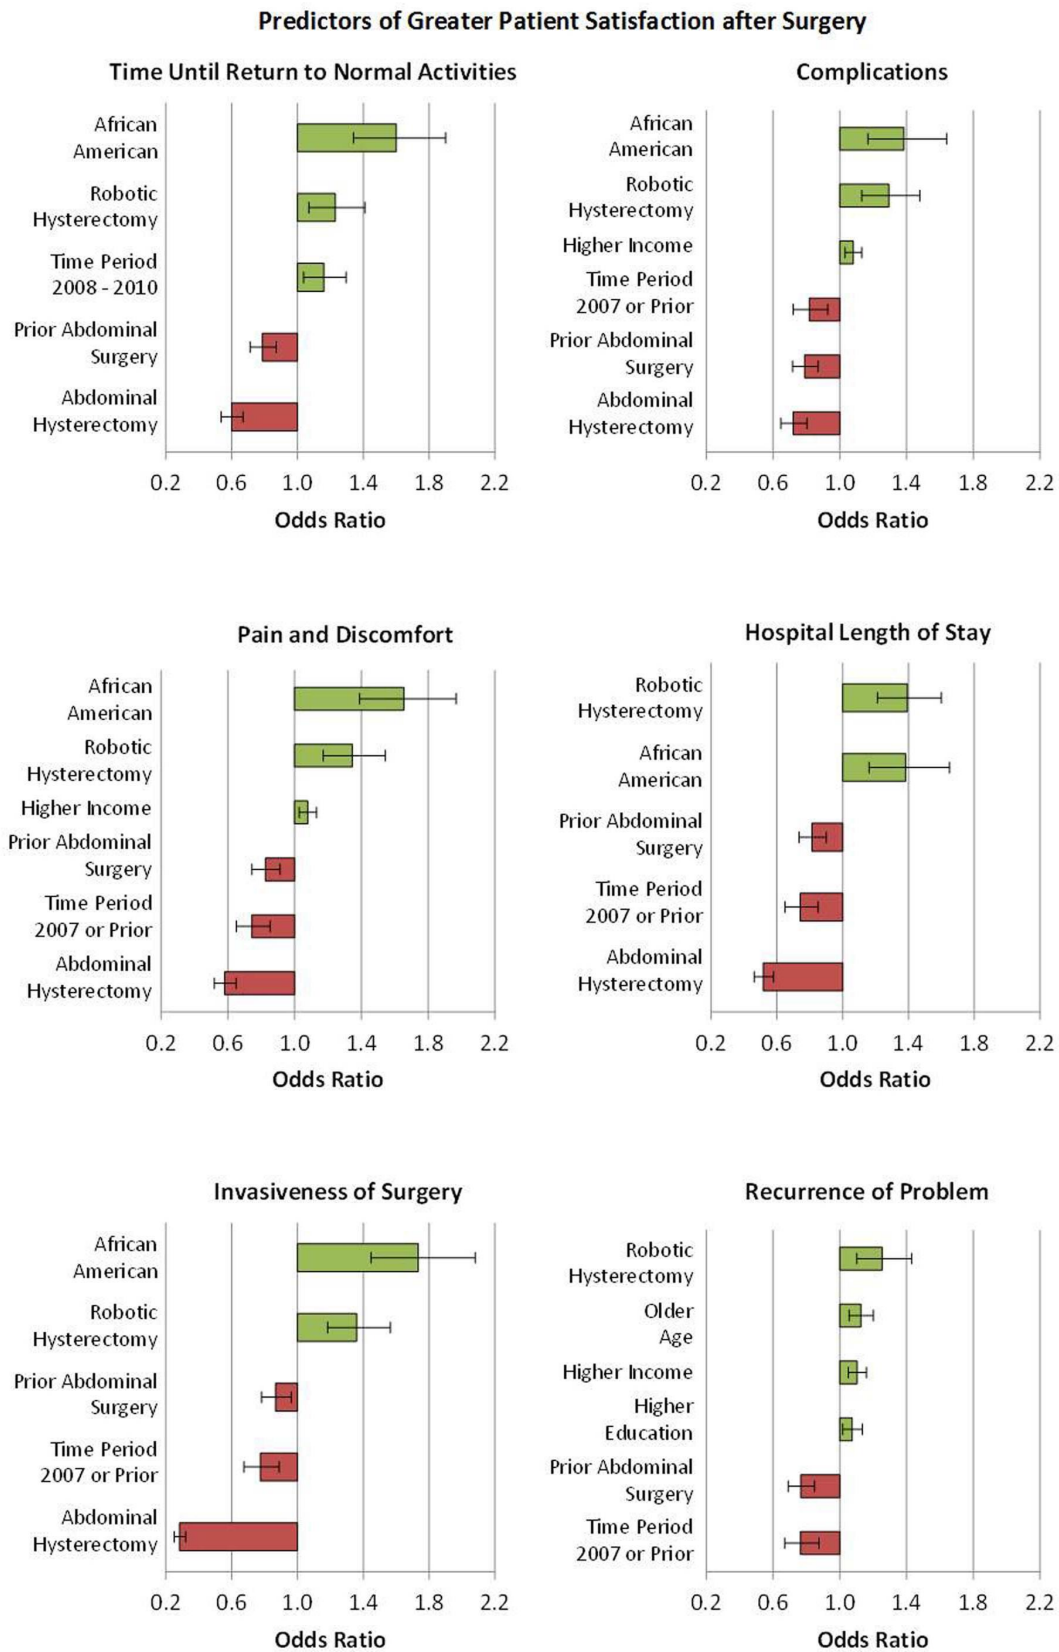 Predictors of Greater Patient Satisfaction after Surgery
Time Until Return to Normal Activities
African
American
Robotic
Hysterectomy
Time Period
2008 - 2010
Prior Abdominal
Surgery
Abdominal
Hysterectomy
0.2 0.6 1.0 1.4 1.8 2.2
Odds Ratio
Complications
African
American
Robotic
Hysterectomy
Higher Income
Time Period
2007 or Prior
Prior Abdominal
Surgery
Abdominal
Hysterectomy
0.2 0.6 1.0 1.4 1.8 2.2
Odds Ratio
Pain and Discomfort
African
American
Robotic
Hysterectomy
Higher Income
Prior Abdominal
Surgery
Time Period
2007 or Prior
Abdominal
Hysterectomy
0.2 0.6 1.0 1.4 1.8 2.2
Odds Ratio
Hospital Length of Stay
Robotic
Hysterectomy
African
American
Prior Abdominal
Surgery
Time Period
2007 or Prior
Abdominal
Hysterectomy
0.2 0.6 1.0 1.4 1.8 2.2
Odds Ratio
Invasiveness of Surgery
African
American
Robotic
Hysterectomy
Prior Abdominal
Surgery
Time Period
2007 or Prior
Abdominal
Hysterectomy
0.2 0.6 1.0 1.4 1.8 2.2
Odds Ratio
Recurrence of Problem
Robotic
Hysterectomy
Older
Age
Higher Income
Higher
Education
Prior Abdominal
Surgery
Time Period
2007 or Prior
0.2 0.6 1.0 1.4 1.8 2.2
Odds Ratio